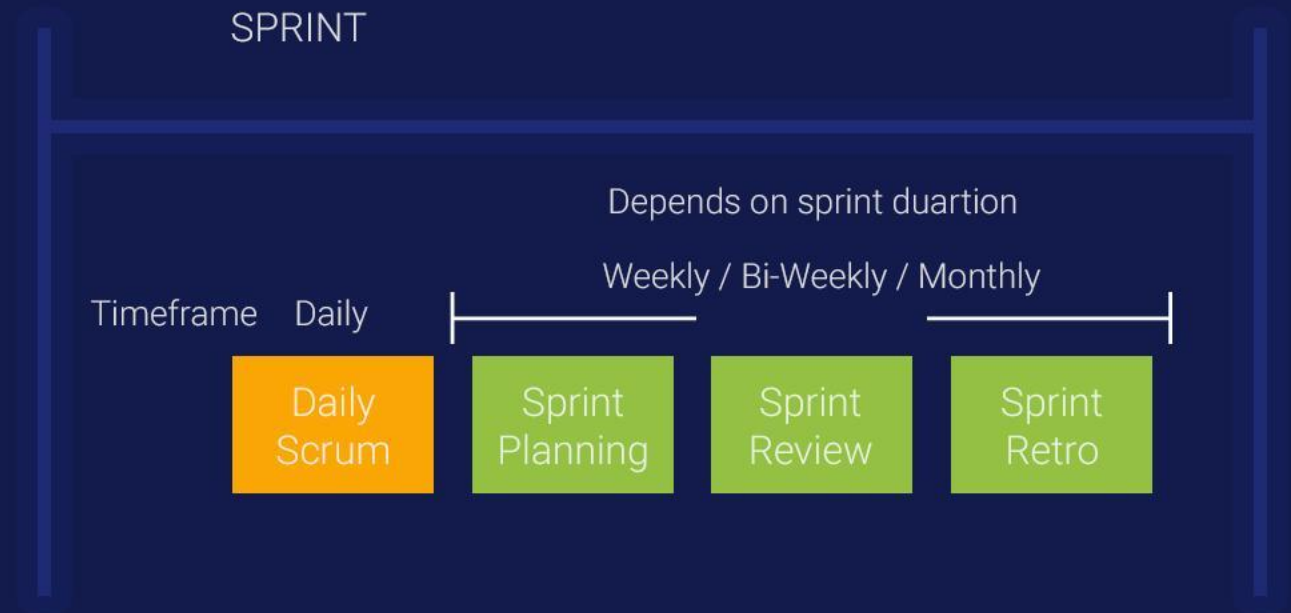 SPRINT
Depends on sprint duartion
Weekly / Bi-Weekly / Monthly
Timeframe Daily
Daily
Scrum
Sprint
Planning
Sprint
Review
Sprint
Retro